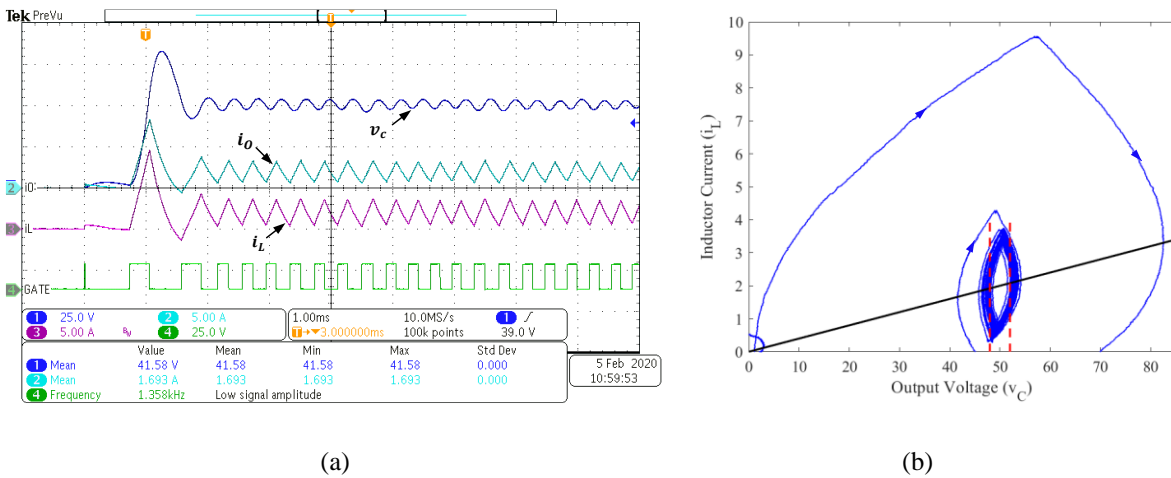 Tek PreVu
T
T
v_c
i_O
2 iO:
3 iL
i_L
4 GATE
1 25.0 V 2 5.00 A 1.00ms 10.0MS/s 1
3 5.00 A 4 25.0 V T→▼3.000000ms 100k points 39.0 V
Value Mean Min Max Std Dev
1 Mean 41.58 V 41.58 41.58 41.58 0.000
2 Mean 1.693 A 1.693 1.693 1.693 0.000
4 Frequency 1.358kHz Low signal amplitude
5 Feb 2020
10:59:53
(a)
10
9
8
7
6
5
4
3
2
1
0
Inductor Current (i_L)
0 10 20 30 40 50 60 70 80
Output Voltage (v_C)
(b)